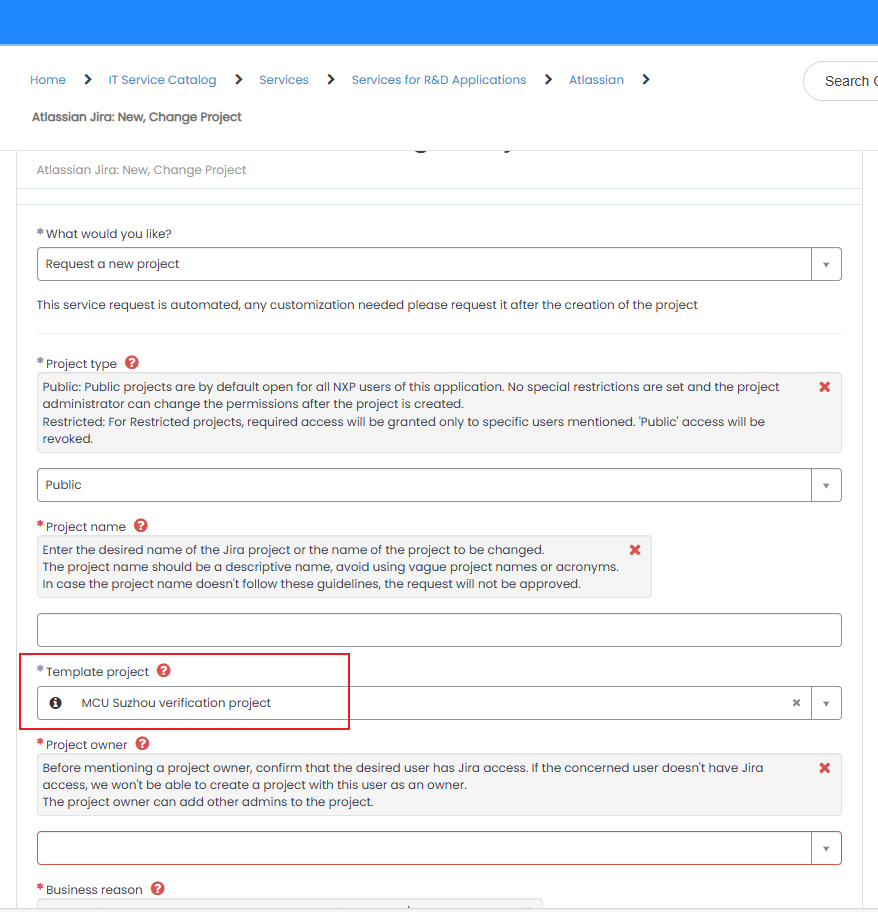 Home > IT Service Catalog > Services > Services for R&D Applications > Atlassian >
Search
Atlassian Jira: New, Change Project
Atlassian Jira: New, Change Project
* What would you like?
Request a new project
This service request is automated, any customization needed please request it after the creation of the project
* Project type ?
Public: Public projects are by default open for all NXP users of this application. No special restrictions are set and the project
administrator can change the permissions after the project is created.
Restricted: For Restricted projects, required access will be granted only to specific users mentioned. 'Public' access will be
revoked.
Public
* Project name ?
Enter the desired name of the Jira project or the name of the project to be changed.
The project name should be a descriptive name, avoid using vague project names or acronyms.
In case the project name doesn't follow these guidelines, the request will not be approved.
* Template project ?
MCU Suzhou verification project
* Project owner ?
Before mentioning a project owner, confirm that the desired user has Jira access. If the concerned user doesn't have Jira
access, we won't be able to create a project with this user as an owner.
The project owner can add other admins to the project.
* Business reason ?